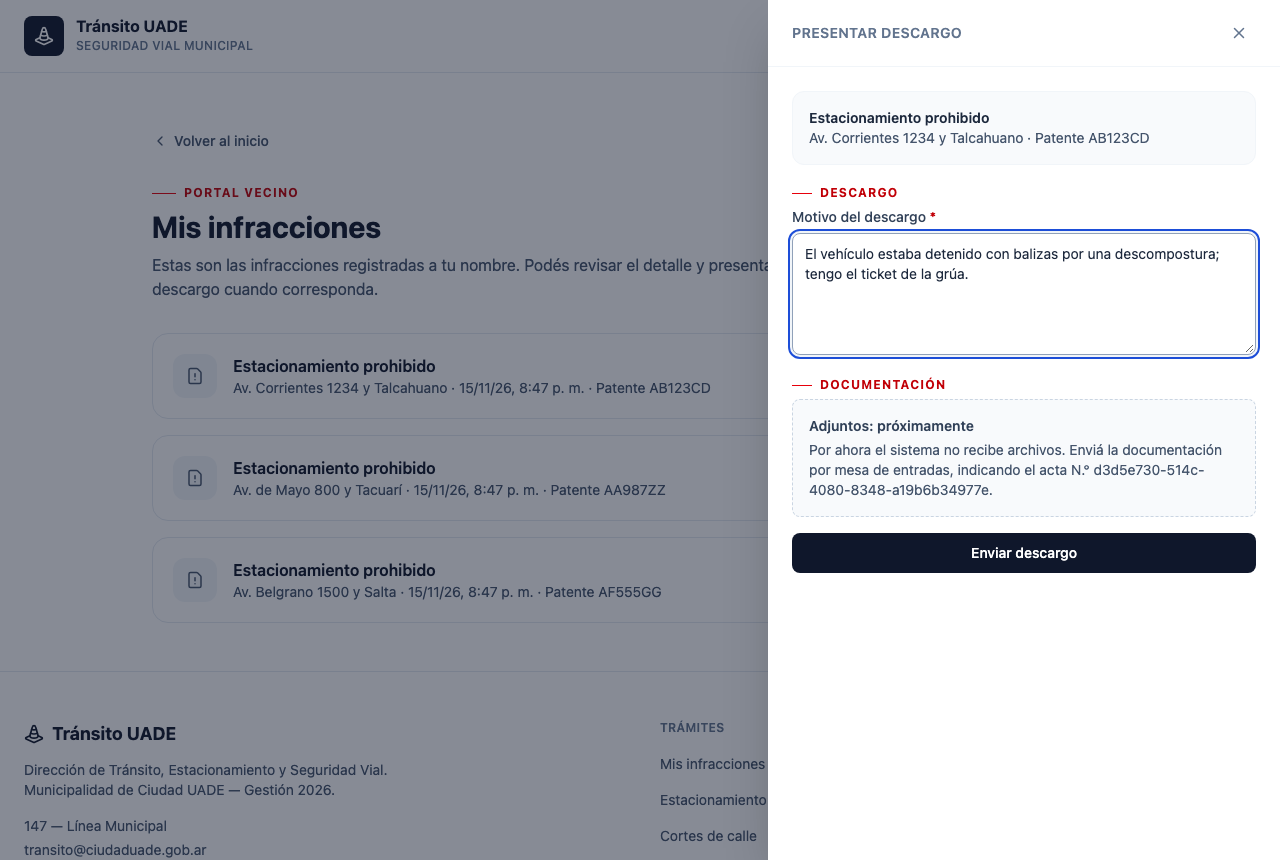 Tránsito UADE
SEGURIDAD VIAL MUNICIPAL
Volver al inicio
PORTAL VECINO
Mis infracciones
Estas son las infracciones registradas a tu nombre. Podés revisar el detalle y presenta
descargo cuando corresponda.
Estacionamiento prohibido
Av. Corrientes 1234 y Talcahuano · 15/11/26, 8:47 p. m. · Patente AB123CD
Estacionamiento prohibido
Av. de Mayo 800 y Tacuarí · 15/11/26, 8:47 p. m. · Patente AA987ZZ
Estacionamiento prohibido
Av. Belgrano 1500 y Salta · 15/11/26, 8:47 p. m. · Patente AF555GG
Tránsito UADE
Dirección de Tránsito, Estacionamiento y Seguridad Vial.
Municipalidad de Ciudad UADE — Gestión 2026.
147 — Línea Municipal
transito@ciudaduade.gob.ar
TRÁMITES
Mis infracciones
Estacionamiento
Cortes de calle
PRESENTAR DESCARGO
Estacionamiento prohibido
Av. Corrientes 1234 y Talcahuano · Patente AB123CD
DESCARGO
Motivo del descargo *
El vehículo estaba detenido con balizas por una descompostura;
tengo el ticket de la grúa.
DOCUMENTACIÓN
Adjuntos: próximamente
Por ahora el sistema no recibe archivos. Enviá la documentación
por mesa de entradas, indicando el acta N.° d3d5e730-514c-
4080-8348-a19b6b34977e.
Enviar descargo